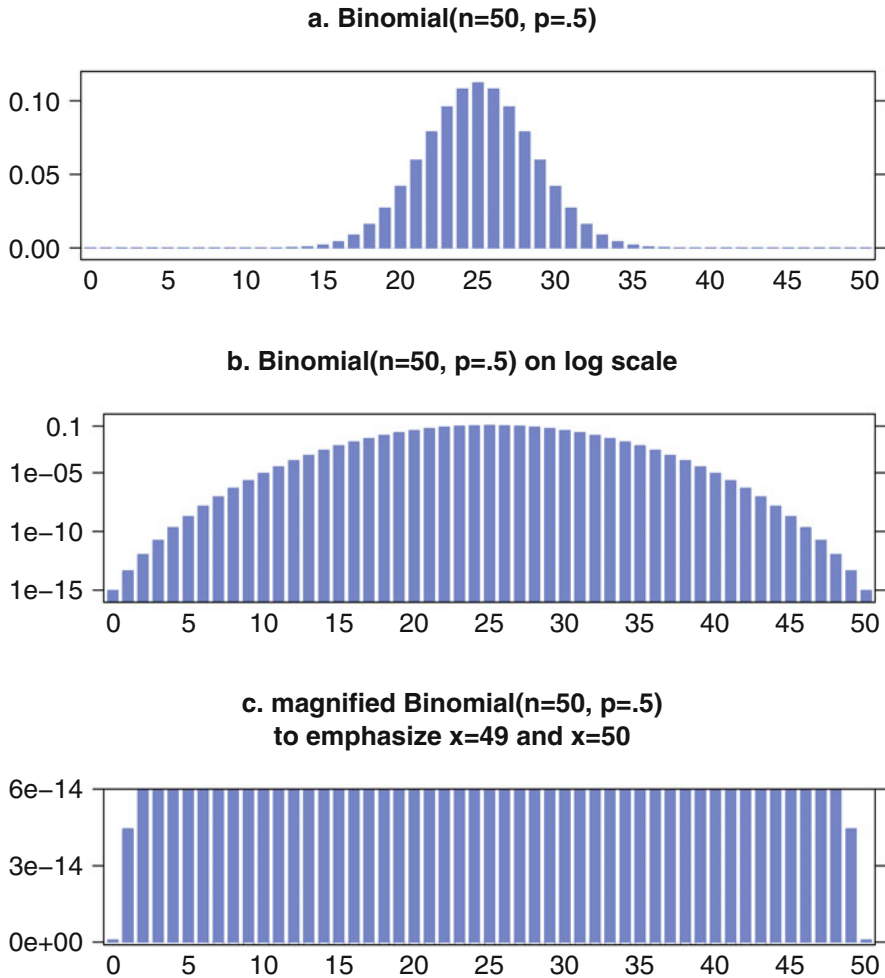 a. Binomial(n=50, p=.5)
0.10
0.05
0.00
0 5 10 15 20 25 30 35 40 45 50
b. Binomial(n=50, p=.5) on log scale
0.1
1e−05
1e−10
1e−15
0 5 10 15 20 25 30 35 40 45 50
c. magnified Binomial(n=50, p=.5)
to emphasize x=49 and x=50
6e−14
3e−14
0e+00
0 5 10 15 20 25 30 35 40 45 50